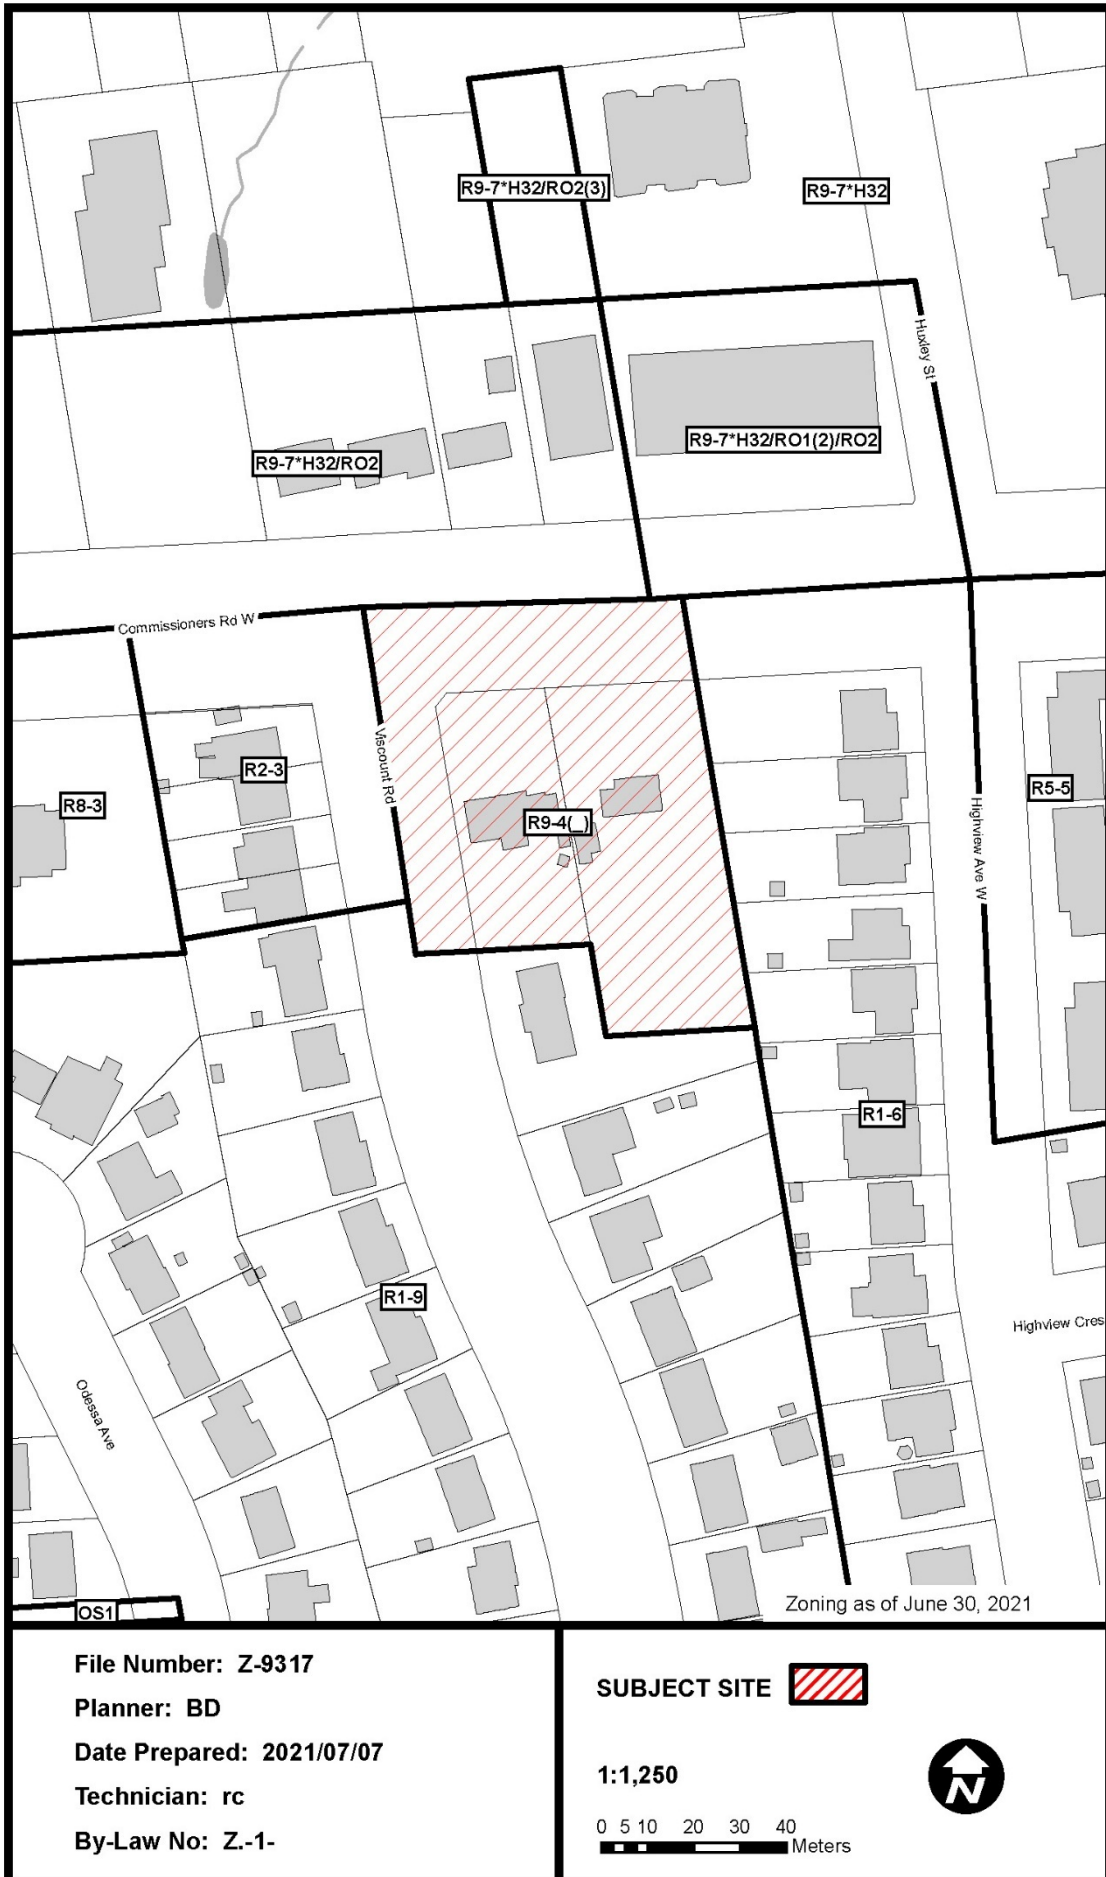 R9-7*H32/RO2(3)
R9-7*H32
Huxley St
R9-7*H32/RO1(2)/RO2
R9-7*H32/RO2
Commissioners Rd W
Viscount Rd
R2-3
R8-3
R9-4(_)
R5-5
Highview Ave W
R1-6
R1-9
Highview Cres
Odessa Ave
OS1
Zoning as of June 30, 2021
File Number: Z-9317
Planner: BD
Date Prepared: 2021/07/07
Technician: rc
By-Law No: Z.-1-
SUBJECT SITE
1:1,250
0 5 10 20 30 40
Meters
N